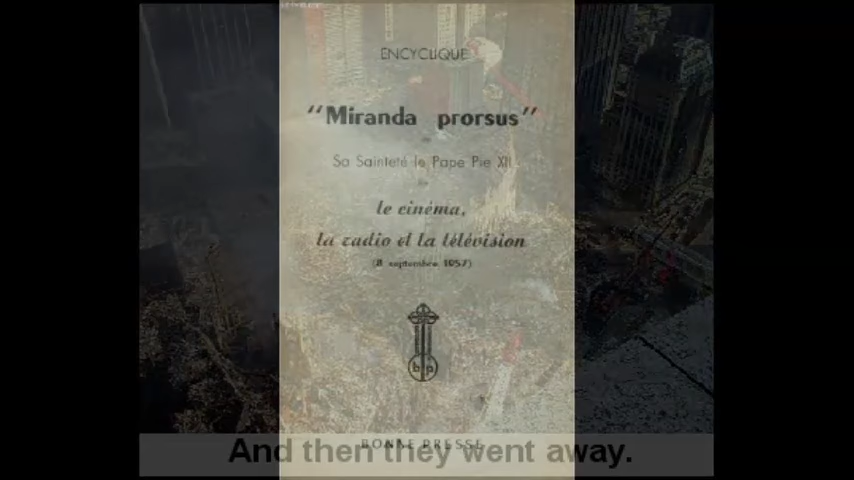 ENCYCLIQUE
"Miranda prorsus"
Sa Sainteté le Pape Pie XII
le cinéma,
la radio et la télévision
(8 septembre 1957)
b p
BONNE PRESSE
And then they went away.